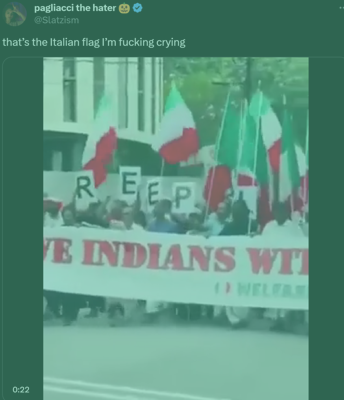 pagliacci the hater
@Slatzism
that's the Italian flag I'm fucking crying
R E E P
VE INDIANS WIT
WELFAR
0:22